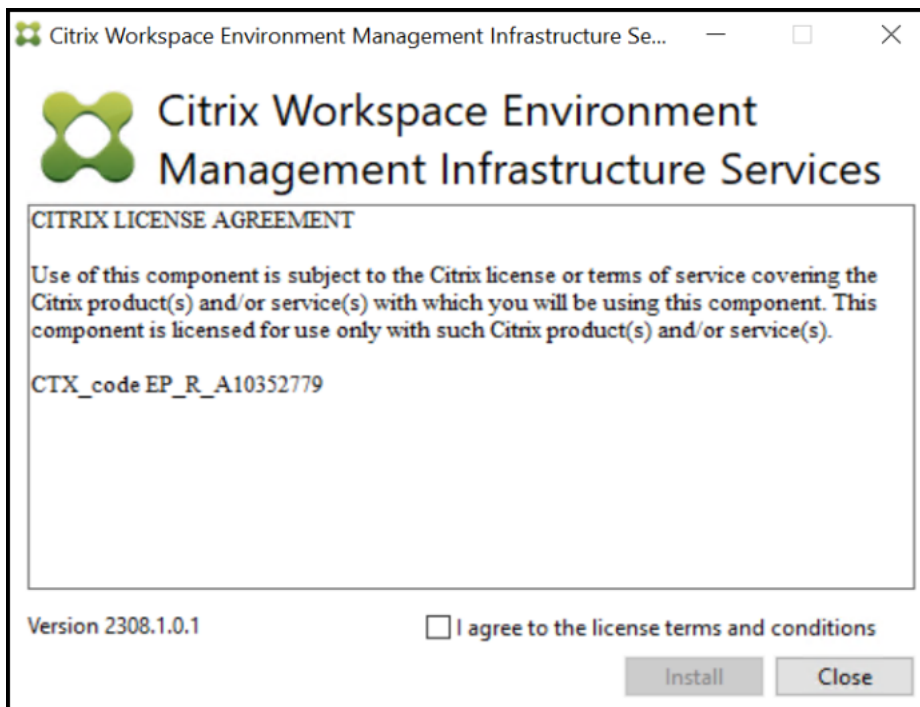 Citrix Workspace Environment Management Infrastructure Se...
Citrix Workspace Environment
Management Infrastructure Services
CITRIX LICENSE AGREEMENT
Use of this component is subject to the Citrix license or terms of service covering the
Citrix product(s) and/or service(s) with which you will be using this component. This
component is licensed for use only with such Citrix product(s) and/or service(s).
CTX_code EP_R_A10352779
Version 2308.1.0.1
I agree to the license terms and conditions
Install
Close